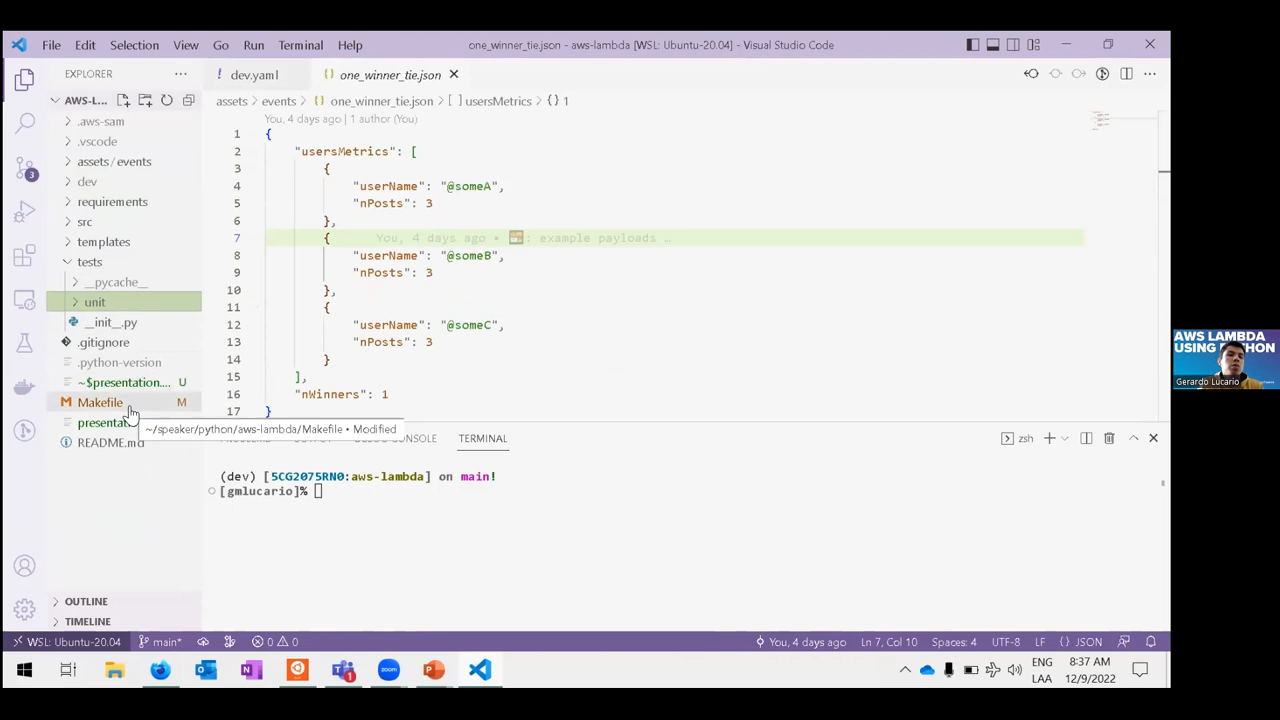 File Edit Selection View Go Run Terminal Help
one_winner_tie.json - aws-lambda [WSL: Ubuntu-20.04] - Visual Studio Code
EXPLORER
! dev.yaml
{} one_winner_tie.json
AWS-L...
assets > events > {} one_winner_tie.json > [ ] usersMetrics > {} 1
.aws-sam
.vscode
assets / events
dev
requirements
src
templates
tests
__pycache__
unit
__init__.py
.gitignore
.python-version
~$presentation.... U
Makefile M
presentat
README.md
~/speaker/python/aws-lambda/Makefile • Modified
OUTLINE
TIMELINE
3
You, 4 days ago | 1 author (You)
1 {
2 "usersMetrics": [
3 {
4 "userName": "@someA",
5 "nPosts": 3
6 },
7 { You, 4 days ago • : example payloads …
8 "userName": "@someB",
9 "nPosts": 3
10 },
11 {
12 "userName": "@someC",
13 "nPosts": 3
14 }
15 ],
16 "nWinners": 1
17 }
CONSOLE
TERMINAL
zsh
(dev) [5CG2075RN0:aws-lambda] on main!
[gmlucario]%
AWS LAMBDA
USING PYTHON
Gerardo Lucario
WSL: Ubuntu-20.04
main*
0 0
You, 4 days ago
Ln 7, Col 10
Spaces: 4
UTF-8
LF
{} JSON
zoom
1
ENG
LAA
8:37 AM
12/9/2022